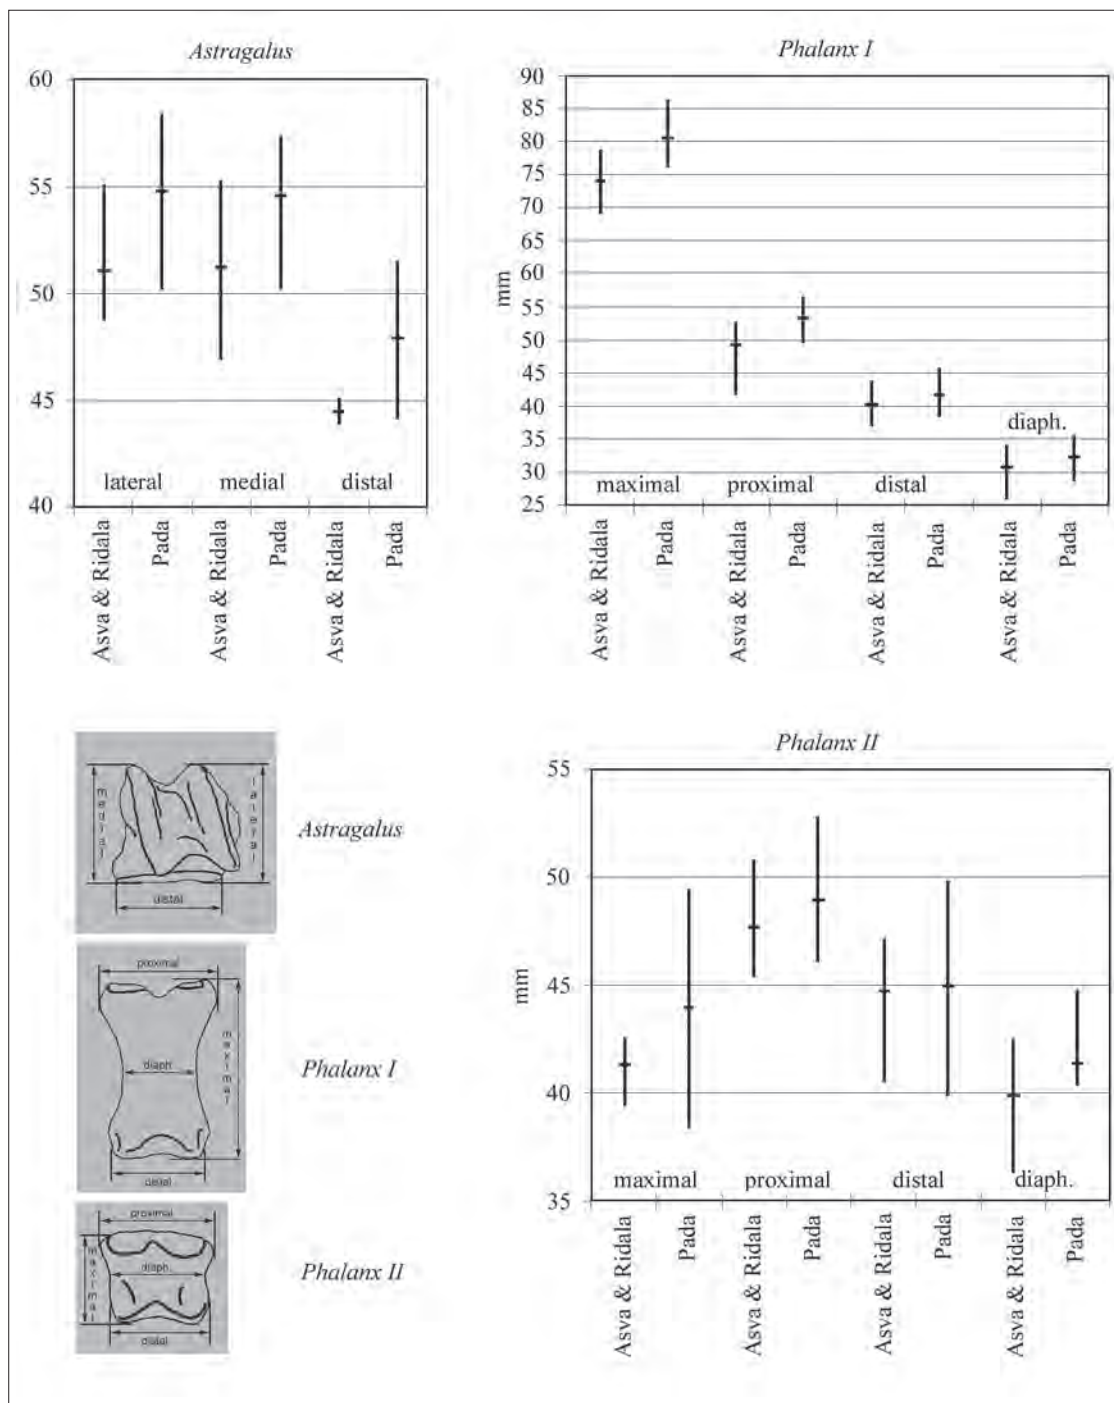 Astragalus
60
55
50
45
40
lateral medial distal
Asva & Ridala
Pada
Asva & Ridala
Pada
Asva & Ridala
Pada
Phalanx I
mm
90
85
80
75
70
65
60
55
50
45
40
35
30
25
diaph.
maximal proximal distal
Asva & Ridala
Pada
Asva & Ridala
Pada
Asva & Ridala
Pada
Asva & Ridala
Pada
medial
lateral
distal
Astragalus
proximal
diaph.
maximal
distal
Phalanx I
proximal
maximal
diaph.
distal
Phalanx II
Phalanx II
mm
55
50
45
40
35
maximal proximal distal diaph.
Asva & Ridala
Pada
Asva & Ridala
Pada
Asva & Ridala
Pada
Asva & Ridala
Pada